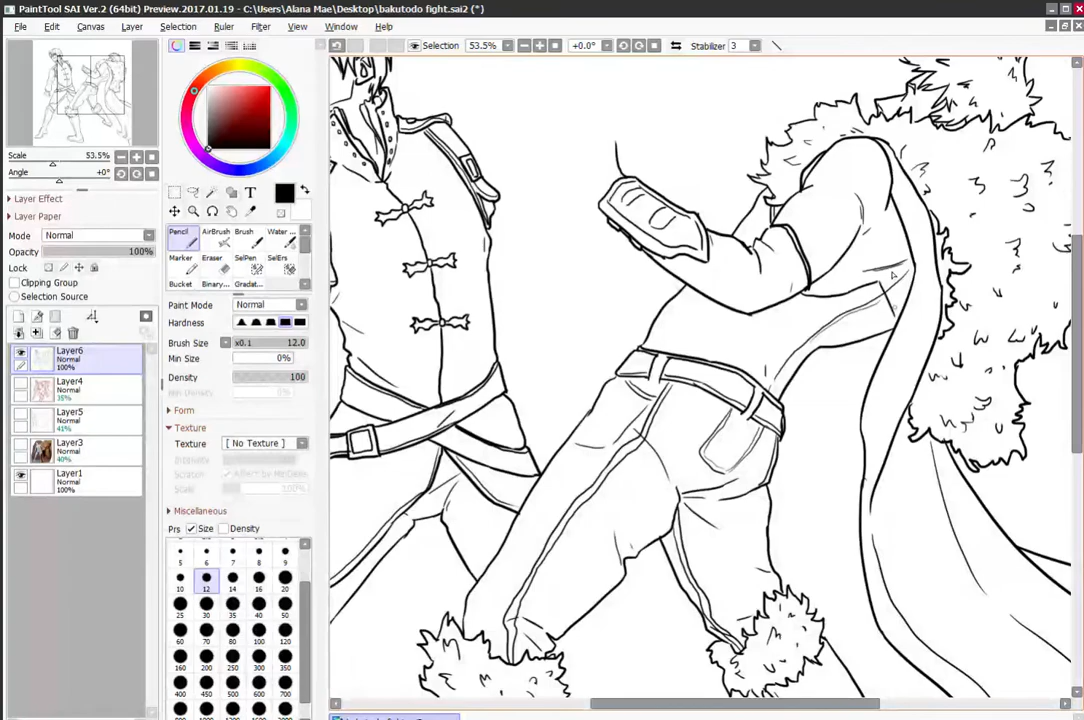 PaintTool SAI Ver.2 (64bit) Preview.2017.01.19 - C:\Users\Alana Mae\Desktop\bakutodo fight.sai2 (*)
File Edit Canvas Layer Selection Ruler Filter View Window Help
Selection 53.5% +0.0° Stabilizer 3
Scale 53.5%
Angle +0°
Layer Effect
Layer Paper
Mode Normal
Opacity 100%
Lock
Clipping Group
Selection Source
Layer6
Normal
100%
Layer4
Normal
35%
Layer5
Normal
41%
Layer3
Normal
40%
Layer1
Normal
100%
T
Pencil AirBrush Brush Water ...
Marker Eraser SelPen SelErs
Bucket Binary... Gradat...
Paint Mode Normal
Hardness
Brush Size x0.1 12.0
Min Size 0%
Density 100
Form
Texture
Texture [ No Texture ]
Intensity
Scale
Miscellaneous
Prs Size Density
5 6 7 8 9
10 12 14 16 20
25 30 35 40 50
60 70 80 100 120
160 200 250 300 350
400 450 500 600 700